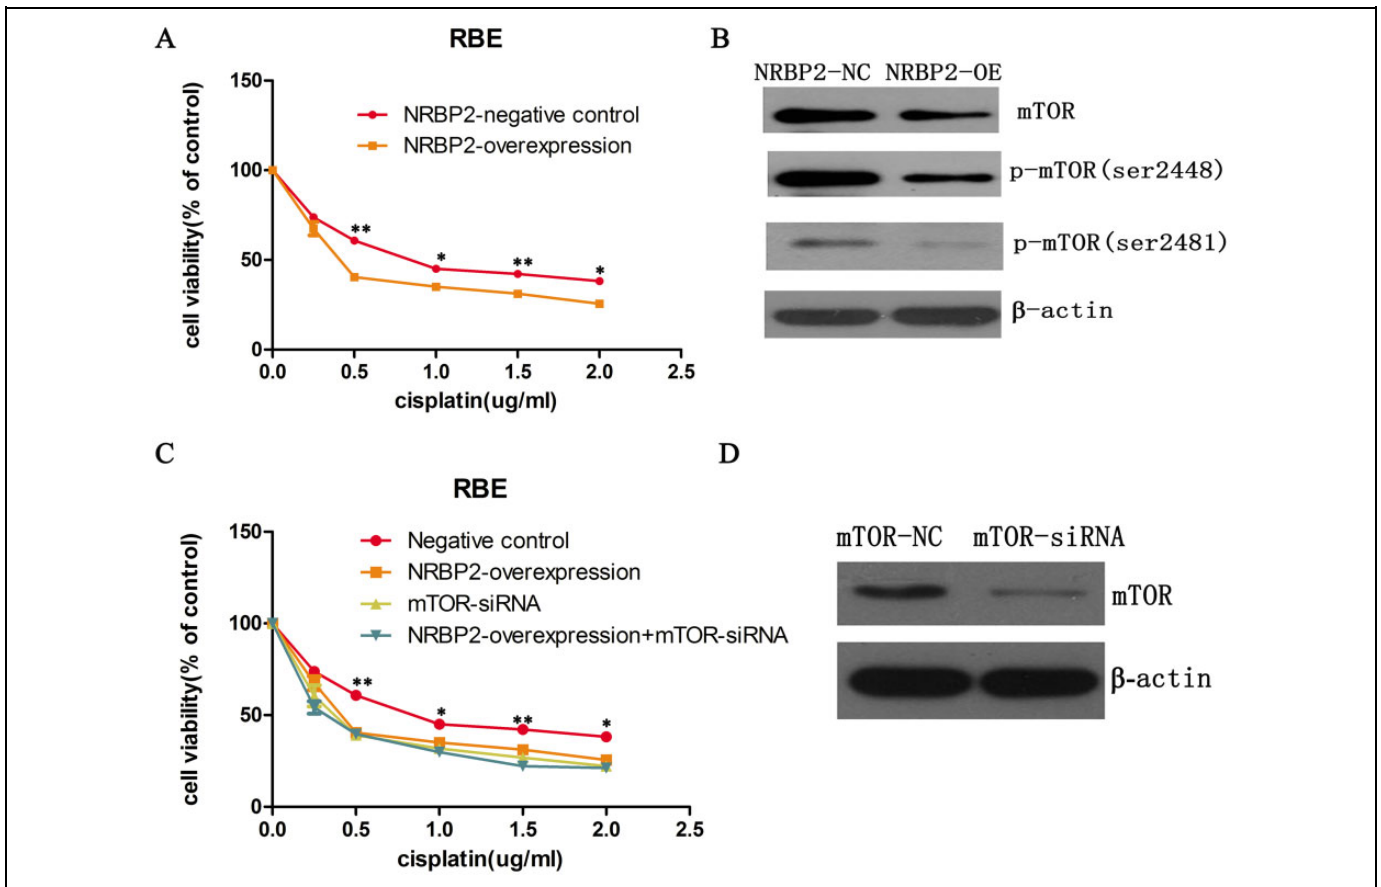 A
RBE
cell viability(% of control)
150
100
50
0
NRBP2-negative control
NRBP2-overexpression
**
*
**
*
0.0 0.5 1.0 1.5 2.0 2.5
cisplatin(ug/ml)
B
NRBP2-NC NRBP2-OE
mTOR
p-mTOR(ser2448)
p-mTOR(ser2481)
β-actin
C
RBE
cell viability(% of control)
150
100
50
0
Negative control
NRBP2-overexpression
mTOR-siRNA
NRBP2-overexpression+mTOR-siRNA
**
*
**
*
0.0 0.5 1.0 1.5 2.0 2.5
cisplatin(ug/ml)
D
mTOR-NC mTOR-siRNA
mTOR
β-actin